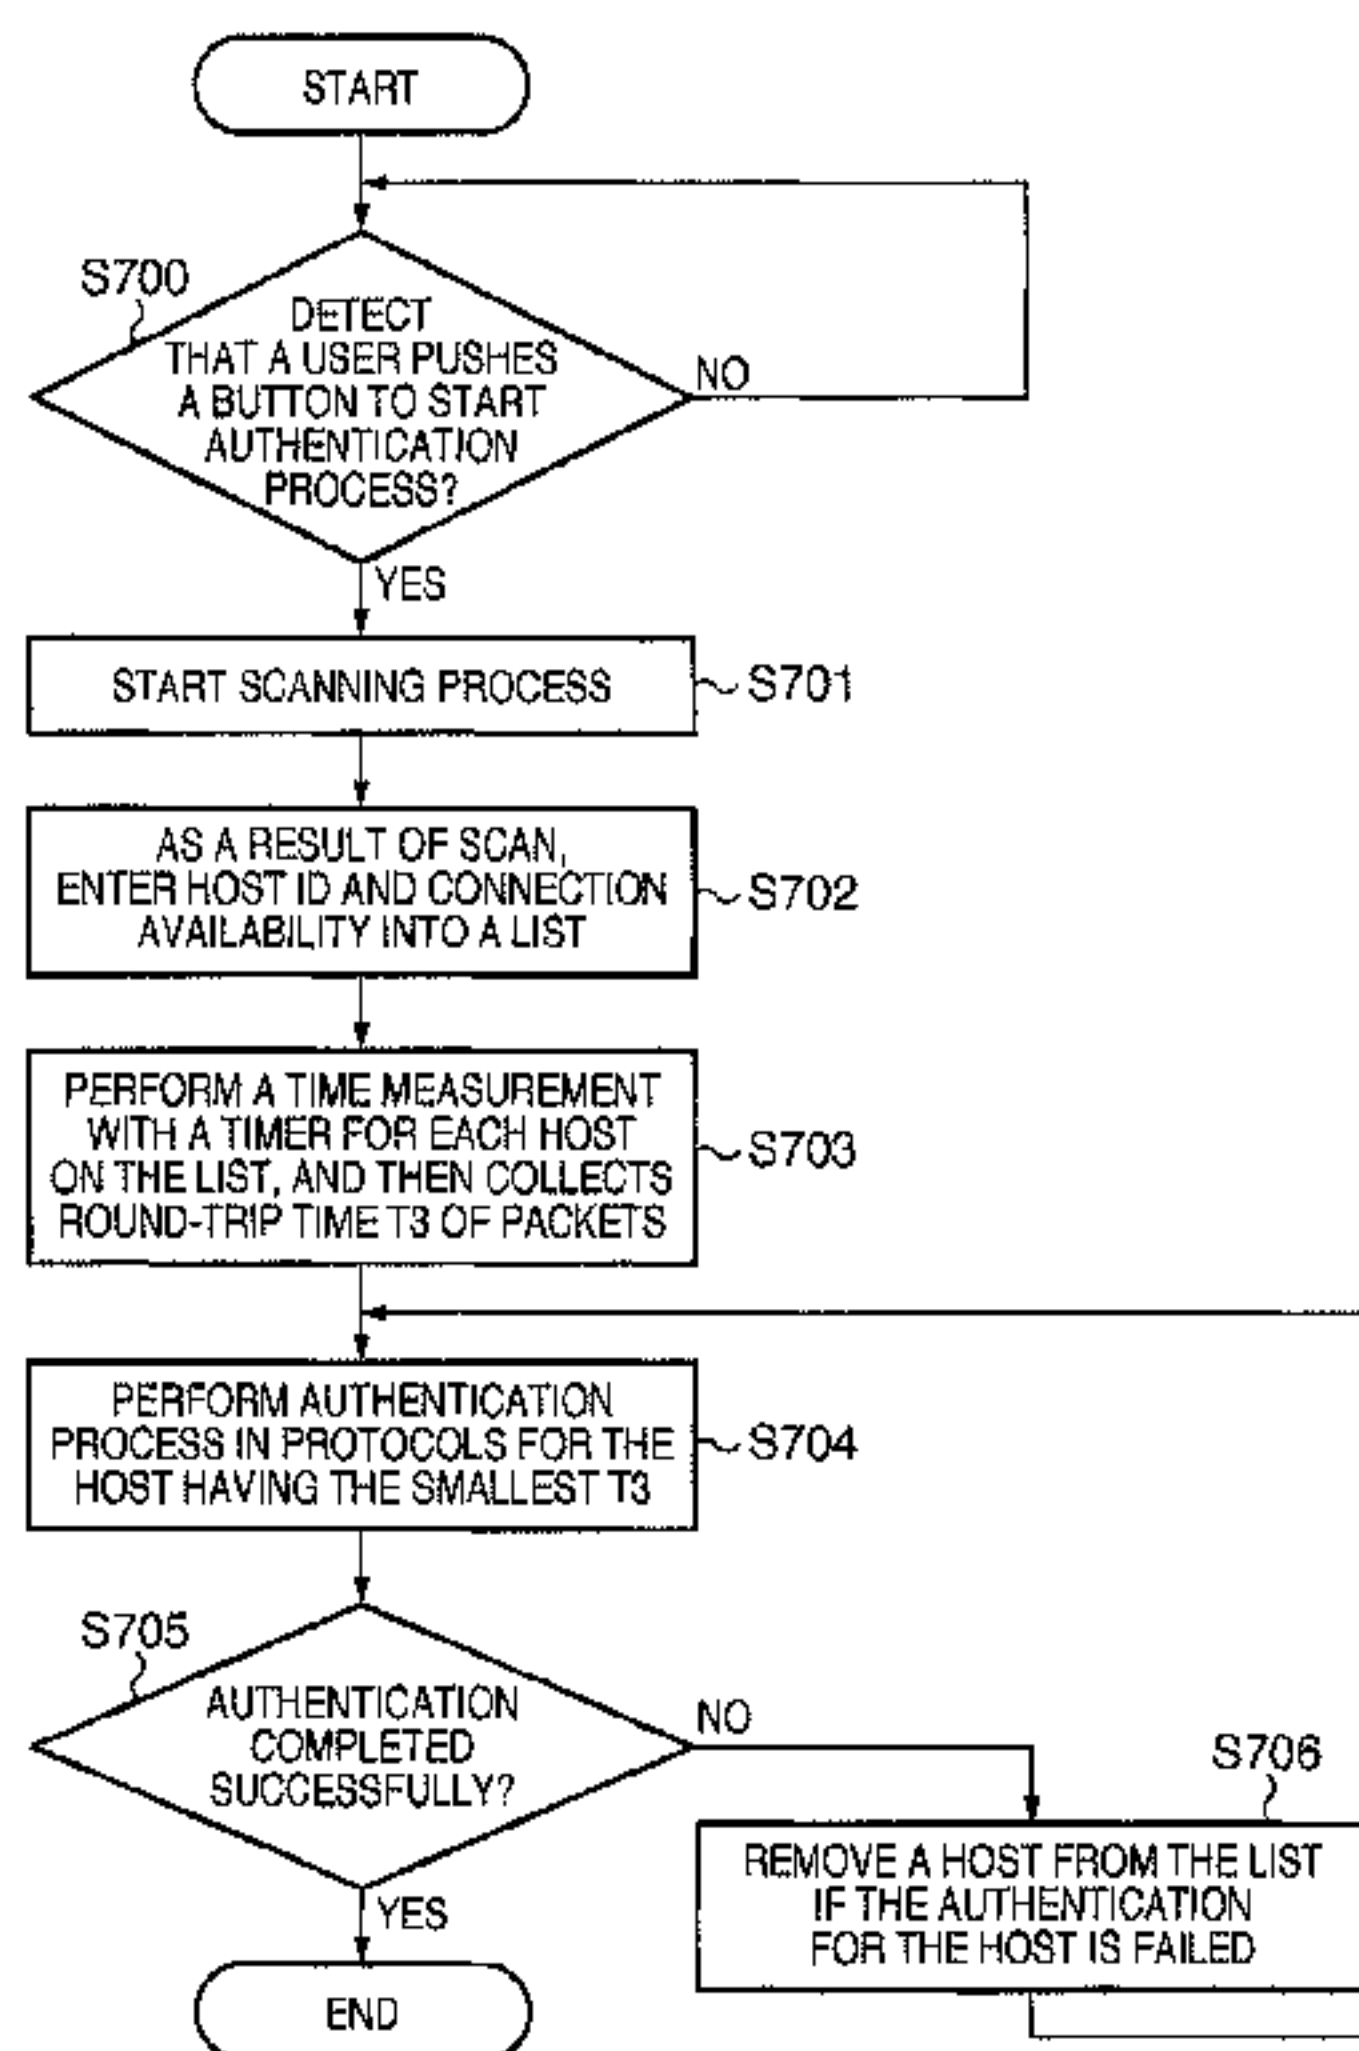 START
S700
DETECT
THAT A USER PUSHES
A BUTTON TO START
AUTHENTICATION
PROCESS?
NO
YES
START SCANNING PROCESS
S701
AS A RESULT OF SCAN,
ENTER HOST ID AND CONNECTION
AVAILABILITY INTO A LIST
S702
PERFORM A TIME MEASUREMENT
WITH A TIMER FOR EACH HOST
ON THE LIST, AND THEN COLLECTS
ROUND-TRIP TIME T3 OF PACKETS
S703
PERFORM AUTHENTICATION
PROCESS IN PROTOCOLS FOR THE
HOST HAVING THE SMALLEST T3
S704
S705
AUTHENTICATION
COMPLETED
SUCCESSFULLY?
NO
YES
S706
REMOVE A HOST FROM THE LIST
IF THE AUTHENTICATION
FOR THE HOST IS FAILED
END